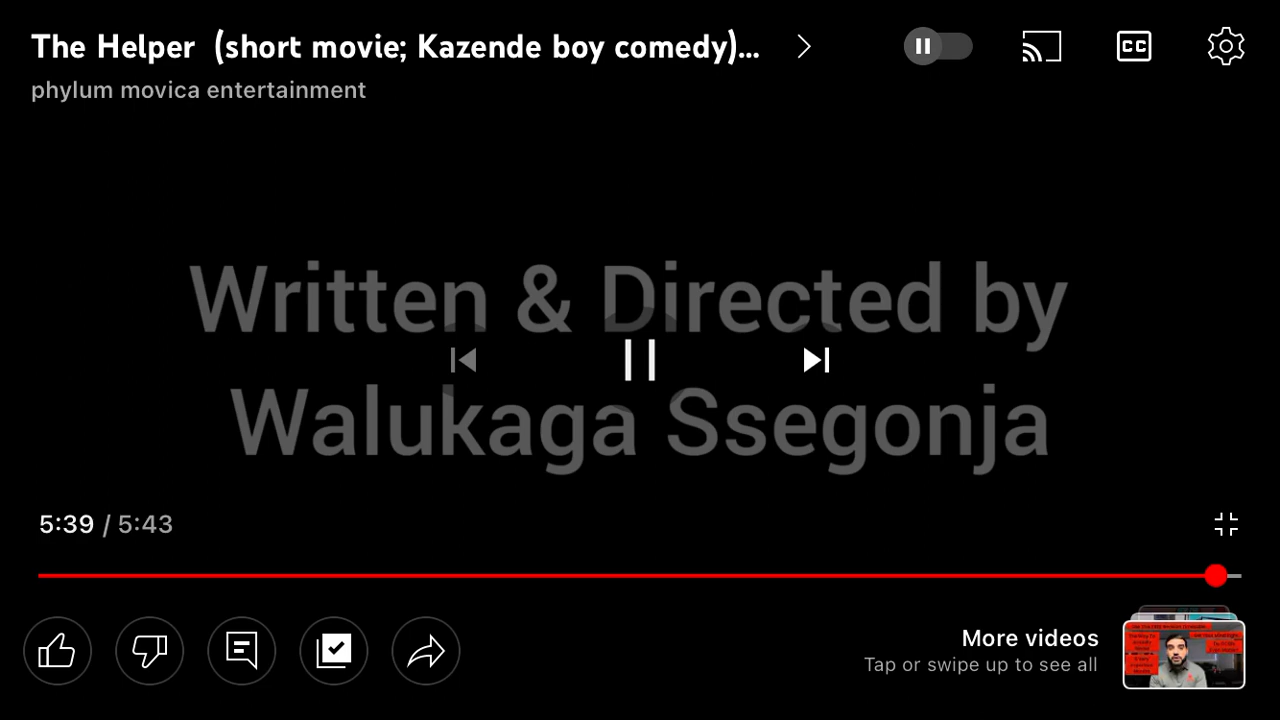 The Helper (short movie; Kazende boy comedy)...
phylum movica entertainment
CC
Written & Directed by
Walukaga Ssegonja
5:39 / 5:43
More videos
Tap or swipe up to see all